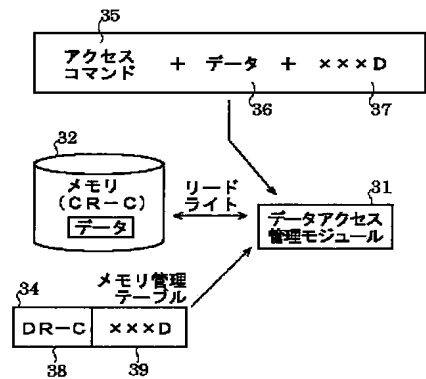 35
アクセス
コマンド + データ + ×××D
36
37
32
メモリ
(CR-C)
データ
リード
ライト
31
データアクセス
管理モジュール
メモリ管理
テーブル
34
DR-C ×××D
38
39